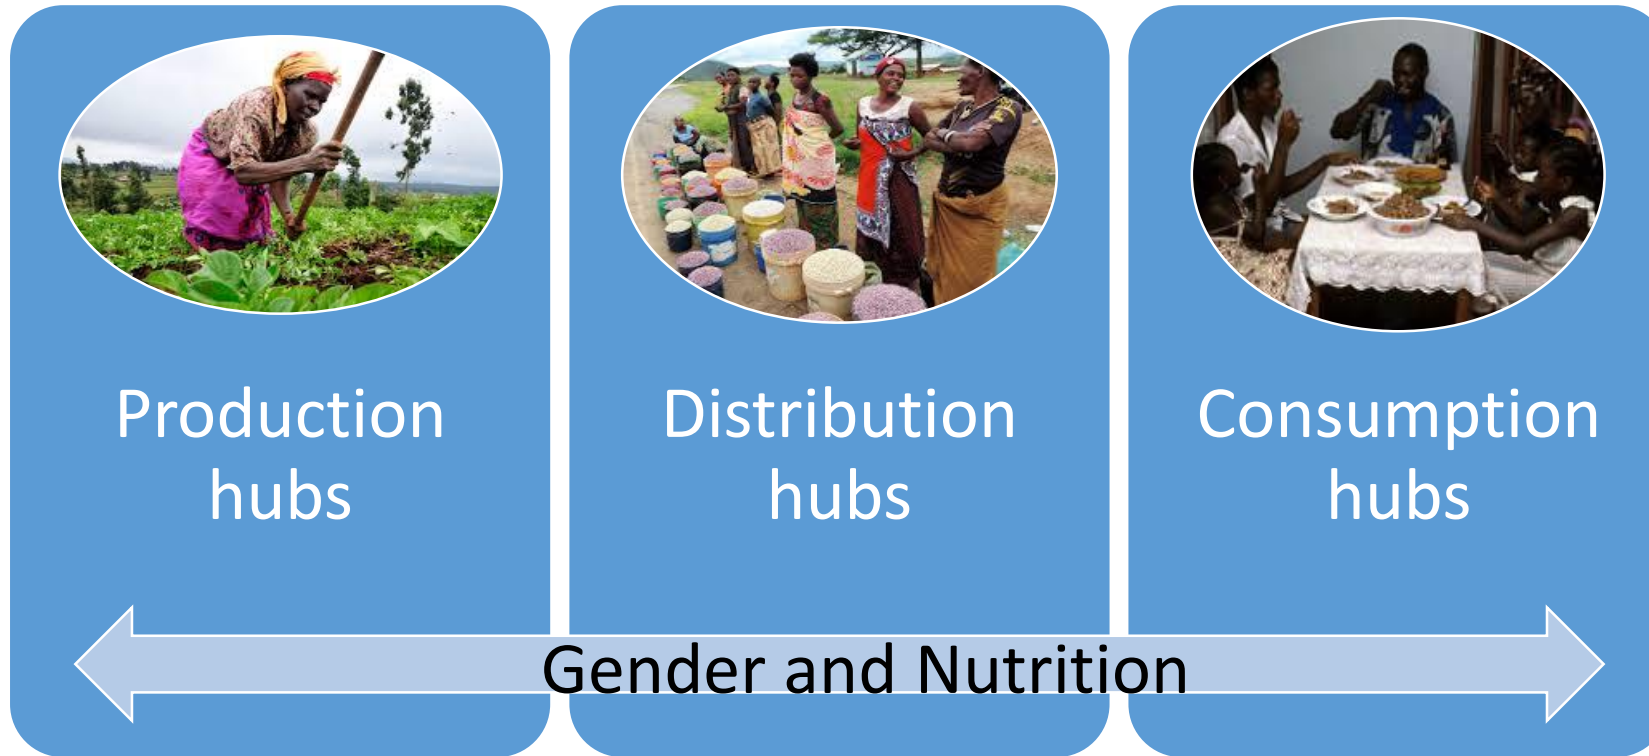 Production
hubs
Distribution
hubs
Consumption
hubs
Gender and Nutrition